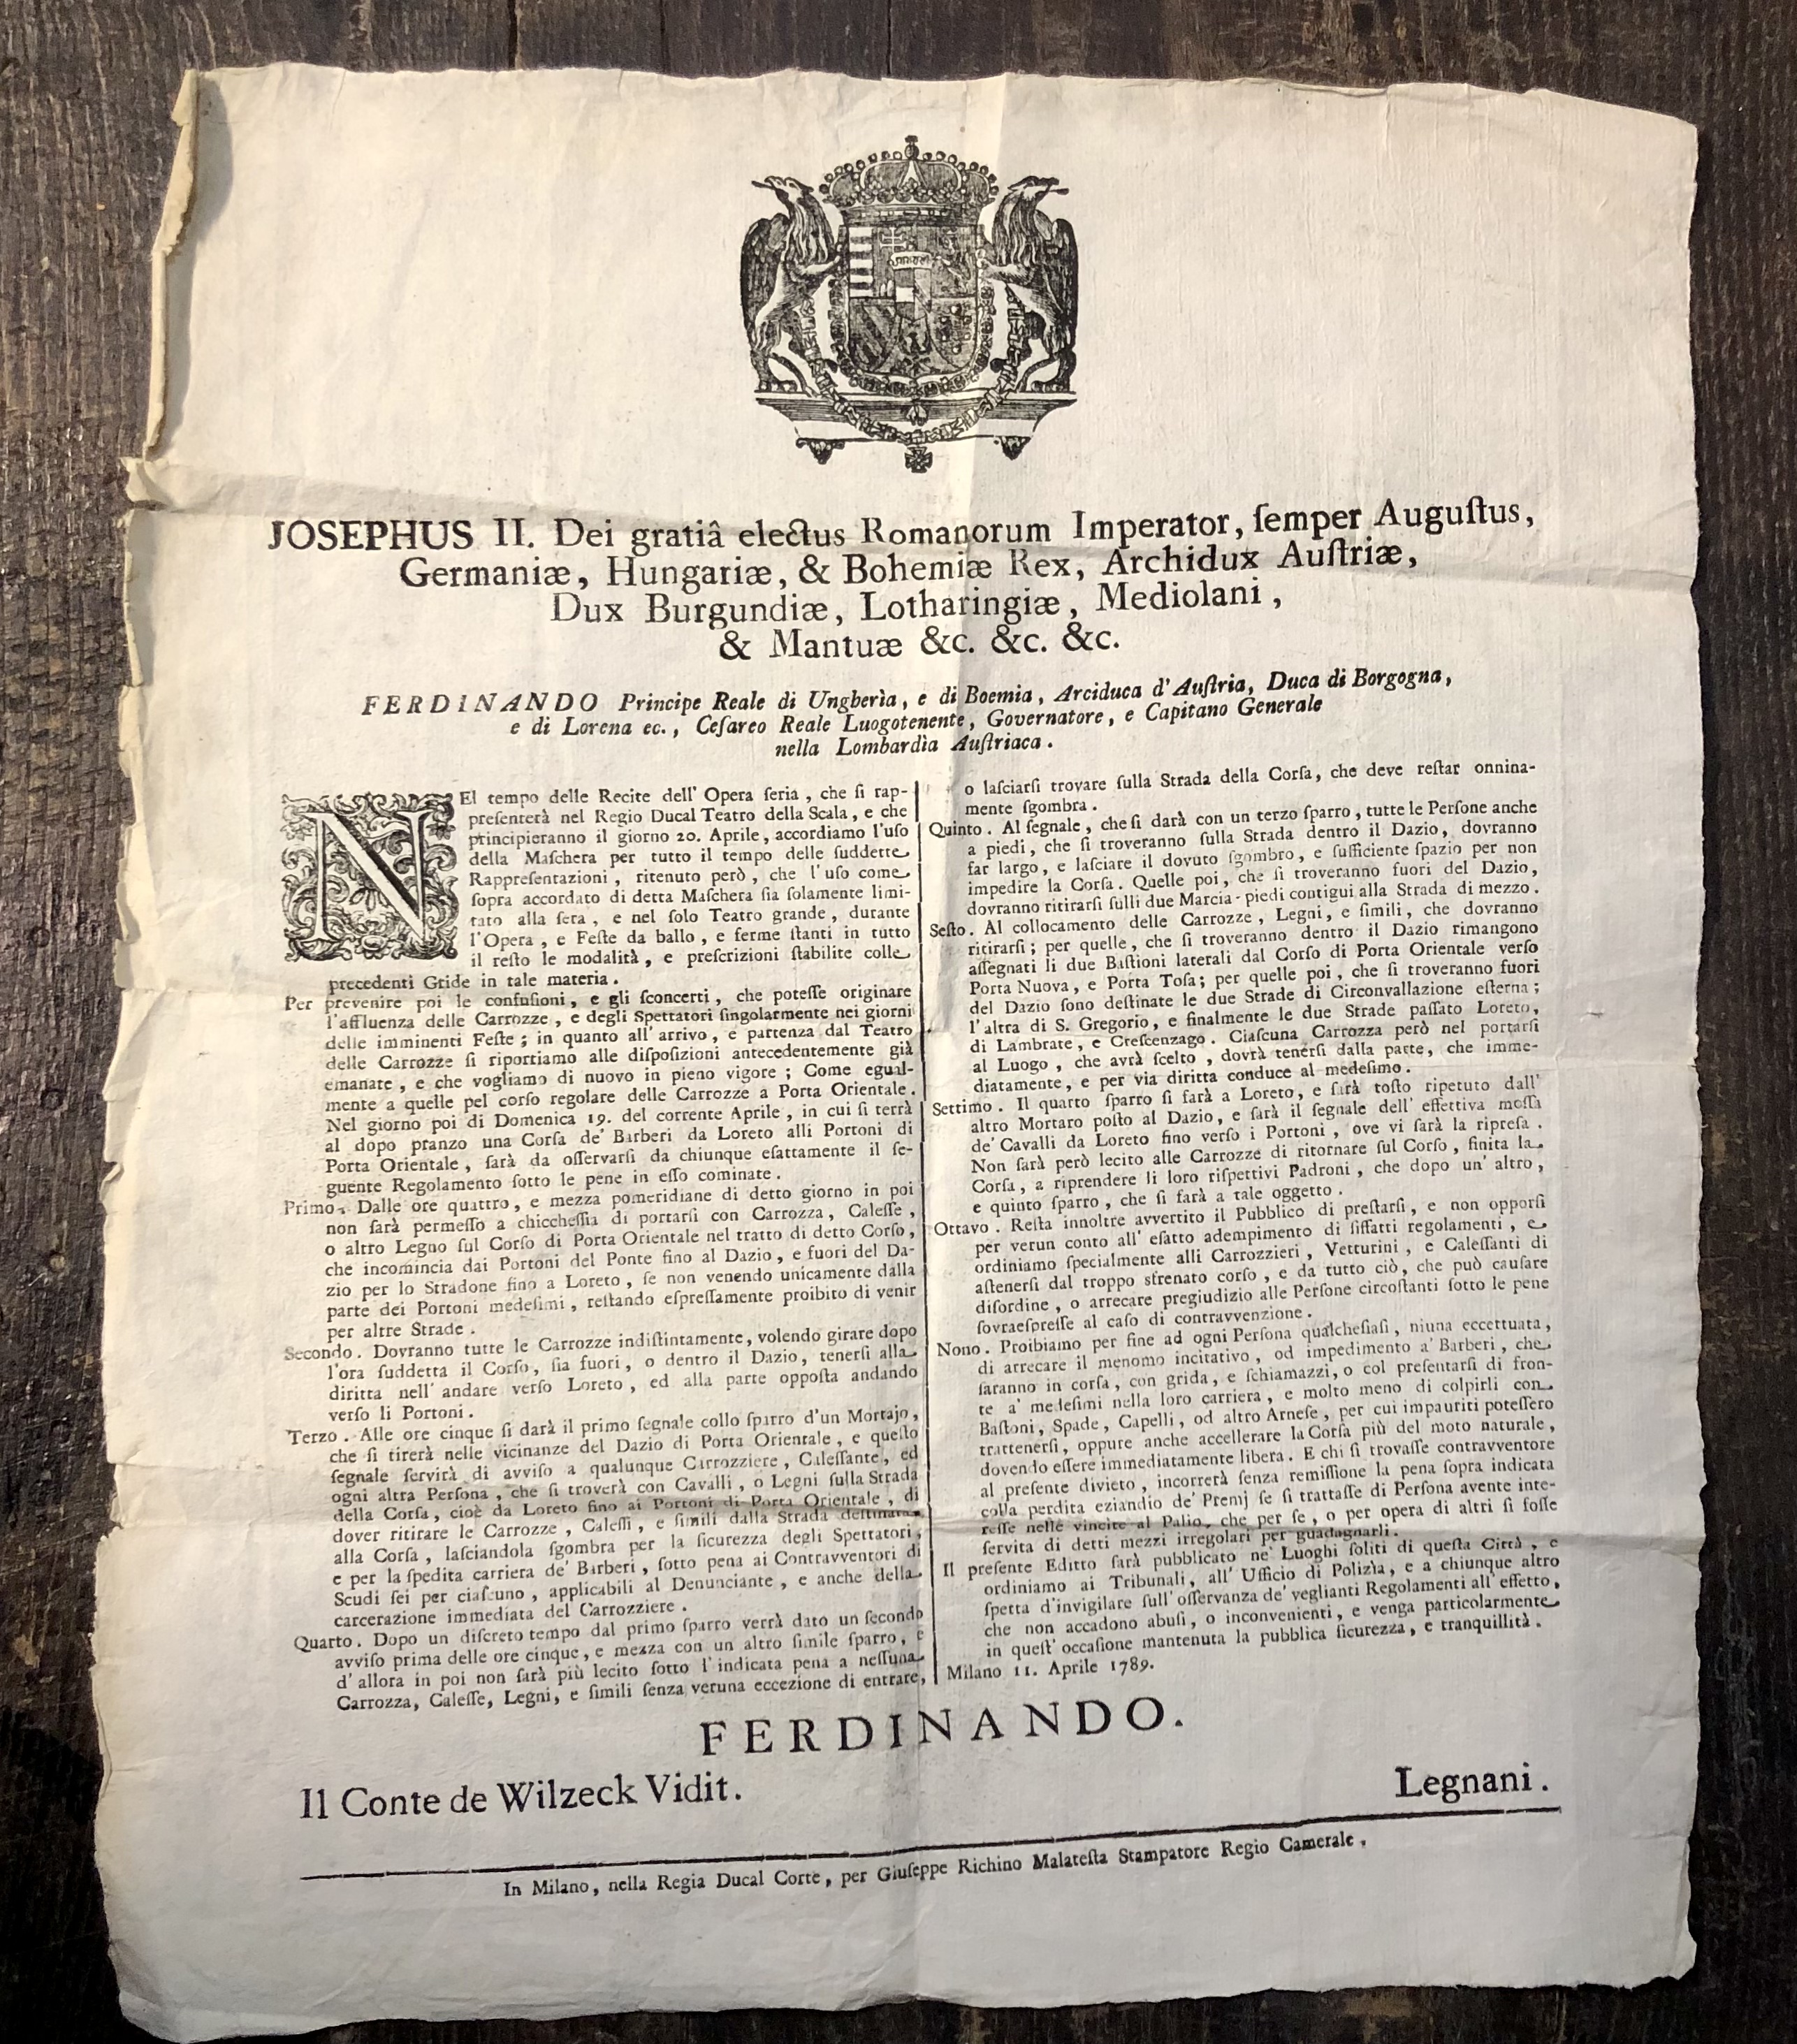 JOSEPHUS II. Dei gratiâ electus Romanorum Imperator, ſemper Auguſtus,
Germaniæ, Hungariæ, & Bohemiæ Rex, Archidux Auſtriæ,
Dux Burgundiæ, Lotharingiæ, Mediolani,
& Mantuæ &c. &c. &c.
FERDINANDO Principe Reale di Ungherìa, e di Boemia, Arciduca d'Auſtria, Duca di Borgogna,
e di Lorena ec., Ceſareo Reale Luogotenente, Governatore, e Capitano Generale
nella Lombardìa Auſtriaca.
NEl tempo delle Recite dell' Opera ſeria, che ſi rap-
preſenterà nel Regio Ducal Teatro della Scala, e che
principieranno il giorno 20. Aprile, accordiamo l'uſo
della Maſchera per tutto il tempo delle ſuddette
Rappreſentazioni, ritenuto però, che l'uſo come
ſopra accordato di detta Maſchera ſia ſolamente limi-
tato alla ſera, e nel ſolo Teatro grande, durante
l'Opera, e Feſte da ballo, e ferme ſtanti in tutto
il reſto le modalità, e preſcrizioni ſtabilite colle
precedenti Gride in tale materia.
Per prevenire poi le confuſioni, e gli ſconcerti, che poteſſe originare
l'affluenza delle Carrozze, e degli Spettatori ſingolarmente nei giorni
delle imminenti Feſte; in quanto all' arrivo, e partenza dal Teatro
delle Carrozze ſi riportiamo alle diſpoſizioni antecedentemente già
emanate, e che vogliamo di nuovo in pieno vigore; Come egual-
mente a quelle pel corſo regolare delle Carrozze a Porta Orientale.
Nel giorno poi di Domenica 19. del corrente Aprile, in cui ſi terrà
al dopo pranzo una Corſa de' Barberi da Loreto alli Portoni di
Porta Orientale, ſarà da oſſervarſi da chiunque eſattamente il ſe-
guente Regolamento ſotto le pene in eſſo cominate.
Primo. Dalle ore quattro, e mezza pomeridiane di detto giorno in poi
non ſarà permeſſo a chiccheſſia di portarſi con Carrozza, Caleſſe,
o altro Legno ſul Corſo di Porta Orientale nel tratto di detto Corſo,
che incomincia dai Portoni del Ponte fino al Dazio, e fuori del Da-
zio per lo Stradone fino a Loreto, ſe non venendo unicamente dalla
parte dei Portoni medeſimi, reſtando eſpreſſamente proibito di venir
per altre Strade.
Secondo. Dovranno tutte le Carrozze indiſtintamente, volendo girare dopo
l'ora ſuddetta il Corſo, ſia fuori, o dentro il Dazio, tenerſi alla
diritta nell' andare verſo Loreto, ed alla parte oppoſta andando
verſo li Portoni.
Terzo. Alle ore cinque ſi darà il primo ſegnale collo ſparro d'un Mortajo,
che ſi tirerà nelle vicinanze del Dazio di Porta Orientale, e queſto
ſegnale ſervirà di avviſo a qualunque Carrozziere, Caleſſante, ed
ogni altra Perſona, che ſi troverà con Cavalli, o Legni ſulla Strada
della Corſa, cioè da Loreto fino ai Portoni di Porta Orientale, di
dover ritirare le Carrozze, Caleſſi, e ſimili dalla Strada deſtinata
alla Corſa, laſciandola ſgombra per la ſicurezza degli Spettatori,
e per la ſpedita carriera de' Barberi, ſotto pena ai Contravventori di
Scudi ſei per ciaſcuno, applicabili al Denunciante, e anche della
carcerazione immediata del Carrozziere.
Quarto. Dopo un diſcreto tempo dal primo ſparro verrà dato un ſecondo
avviſo prima delle ore cinque, e mezza con un altro ſimile ſparro, e
d'allora in poi non ſarà più lecito ſotto l'indicata pena a neſſuna
Carrozza, Caleſſe, Legni, e ſimili ſenza veruna eccezione di entrare,
o laſciarſi trovare ſulla Strada della Corſa, che deve reſtar onnina-
mente ſgombra.
Quinto. Al ſegnale, che ſi darà con un terzo ſparro, tutte le Perſone anche
a piedi, che ſi troveranno ſulla Strada dentro il Dazio, dovranno
far largo, e laſciare il dovuto ſgombro, e ſufficiente ſpazio per non
impedire la Corſa. Quelle poi, che ſi troveranno fuori del Dazio,
dovranno ritirarſi ſulli due Marcia-piedi contigui alla Strada di mezzo.
Seſto. Al collocamento delle Carrozze, Legni, e ſimili, che dovranno
ritirarſi; per quelle, che ſi troveranno dentro il Dazio rimangono
aſſegnati li due Baſtioni laterali dal Corſo di Porta Orientale verſo
Porta Nuova, e Porta Toſa; per quelle poi, che ſi troveranno fuori
del Dazio ſono deſtinate le due Strade di Circonvallazione eſterna;
l'altra di S. Gregorio, e finalmente le due Strade paſſato Loreto,
di Lambrate, e Creſcenzago. Ciaſcuna Carrozza però nel portarſi
al Luogo, che avrà ſcelto, dovrà tenerſi dalla parte, che imme-
diatamente, e per via diritta conduce al medeſimo.
Settimo. Il quarto ſparro ſi farà a Loreto, e ſarà toſto ripetuto dall'
altro Mortaro poſto al Dazio, e ſarà il ſegnale dell' effettiva moſſa
de' Cavalli da Loreto fino verſo i Portoni, ove vi ſarà la ripreſa.
Non ſarà però lecito alle Carrozze di ritornare ſul Corſo, finita la
Corſa, a riprendere li loro riſpettivi Padroni, che dopo un' altro,
e quinto ſparro, che ſi farà a tale oggetto.
Ottavo. Reſta innoltre avvertito il Pubblico di preſtarſi, e non opporſi
per verun conto all' eſatto adempimento di ſiffatti regolamenti, e
ordiniamo ſpecialmente alli Carrozzieri, Vetturini, e Caleſſanti di
aſtenerſi dal troppo sfrenato corſo, e da tutto ciò, che può cauſare
diſordine, o arrecare pregiudizio alle Perſone circoſtanti ſotto le pene
ſovraeſpreſſe al caſo di contravvenzione.
Nono. Proibiamo per fine ad ogni Perſona qualcheſiaſi, niuna eccettuata,
di arrecare il menomo incitativo, od impedimento a' Barberi, che
ſaranno in corſa, con grida, e ſchiamazzi, o col preſentarſi di fron-
te a' medeſimi nella loro carriera, e molto meno di colpirli con
Baſtoni, Spade, Capelli, od altro Arneſe, per cui impauriti poteſſero
trattenerſi, oppure anche accellerare la Corſa più del moto naturale,
dovendo eſſere immediatamente libera. E chi ſi trovaſſe contravventore
al preſente divieto, incorrerà ſenza remiſſione la pena ſopra indicata
colla perdita eziandio de' Premj ſe ſi trattaſſe di Perſona avente inte-
reſſe nelle vincite al Palio, che per ſe, o per opera di altri ſi foſſe
ſervita di detti mezzi irregolari per guadagnarli.
Il preſente Editto ſarà pubblicato ne' Luoghi ſoliti di queſta Città, e
ordiniamo ai Tribunali, all' Ufficio di Polizìa, e a chiunque altro
ſpetta d'invigilare ſull'oſſervanza de' veglianti Regolamenti all'effetto,
che non accadono abuſi, o inconvenienti, e venga particolarmente
in queſt' occaſione mantenuta la pubblica ſicurezza, e tranquillità.
Milano 11. Aprile 1789.
FERDINANDO.
Il Conte de Wilzeck Vidit.
Legnani.
In Milano, nella Regia Ducal Corte, per Giuſeppe Richino Malateſta Stampatore Regio Camerale.